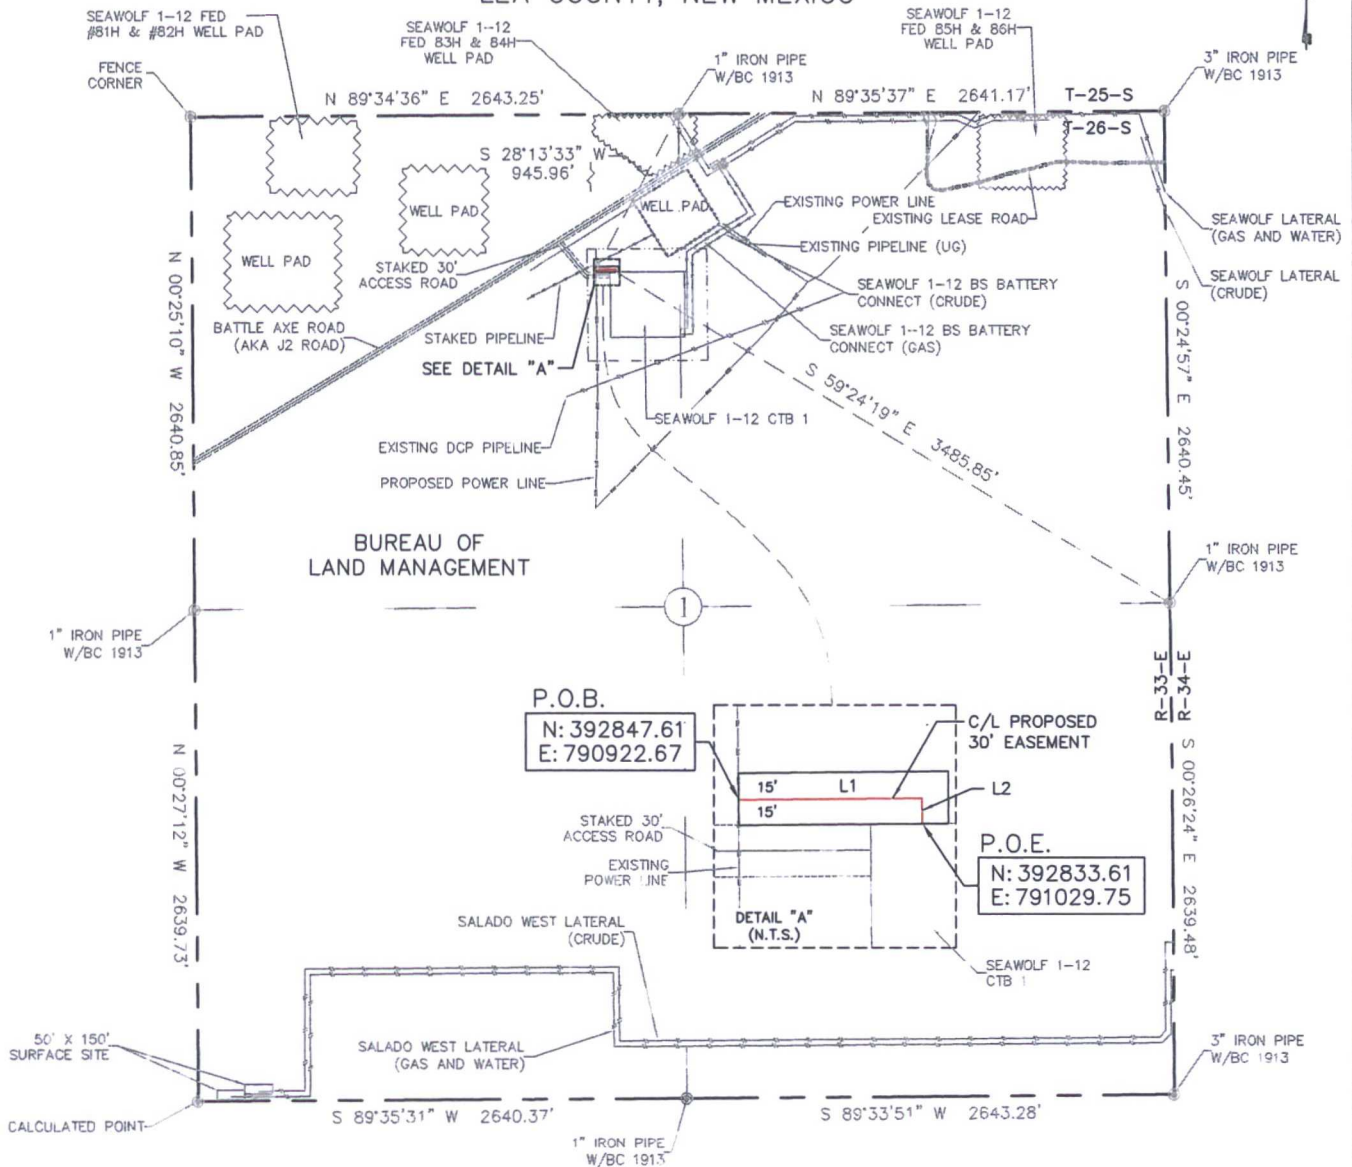 LEA COUNTY, NEW MEXICO
SEAWOLF 1-12 FED
#81H & #82H WELL PAD
SEAWOLF 1-12
FED 83H & 84H
WELL PAD
SEAWOLF 1-12
FED 85H & 86H
WELL PAD
FENCE
CORNER
1" IRON PIPE
W/BC 1913
3" IRON PIPE
W/BC 1913
N 89°34'36" E 2643.25'
N 89°35'37" E 2641.17'
T-25-S
T-26-S
S 28°13'33" W
945.96'
WELL PAD
WELL PAD
WELL PAD
EXISTING POWER LINE
EXISTING LEASE ROAD
EXISTING PIPELINE (UG)
SEAWOLF LATERAL
(GAS AND WATER)
SEAWOLF LATERAL
(CRUDE)
STAKED 30'
ACCESS ROAD
SEAWOLF 1-12 BS BATTERY
CONNECT (CRUDE)
SEAWOLF 1-12 BS BATTERY
CONNECT (GAS)
BATTLE AXE ROAD
(AKA J2 ROAD)
STAKED PIPELINE
SEE DETAIL "A"
N 00°25'10" W 2640.85'
S 00°24'57" E 2640.45'
S 59°24'19" E 3485.85'
SEAWOLF 1-12 CTB 1
EXISTING DCP PIPELINE
PROPOSED POWER LINE
BUREAU OF
LAND MANAGEMENT
1" IRON PIPE
W/BC 1913
1
1" IRON PIPE
W/BC 1913
R-33-E
R-34-E
P.O.B.
N: 392847.61
E: 790922.67
C/L PROPOSED
30' EASEMENT
15' L1
L2
15'
STAKED 30'
ACCESS ROAD
EXISTING
POWER LINE
P.O.E.
N: 392833.61
E: 791029.75
DETAIL "A"
(N.T.S.)
SEAWOLF 1-12
CTB 1
N 00°27'12" W 2639.73'
S 00°26'24" E 2639.48'
SALADO WEST LATERAL
(CRUDE)
SALADO WEST LATERAL
(GAS AND WATER)
50' X 150'
SURFACE SITE
3" IRON PIPE
W/BC 1913
CALCULATED POINT
S 89°35'31" W 2640.37'
S 89°33'51" W 2643.28'
1" IRON PIPE
W/BC 1913